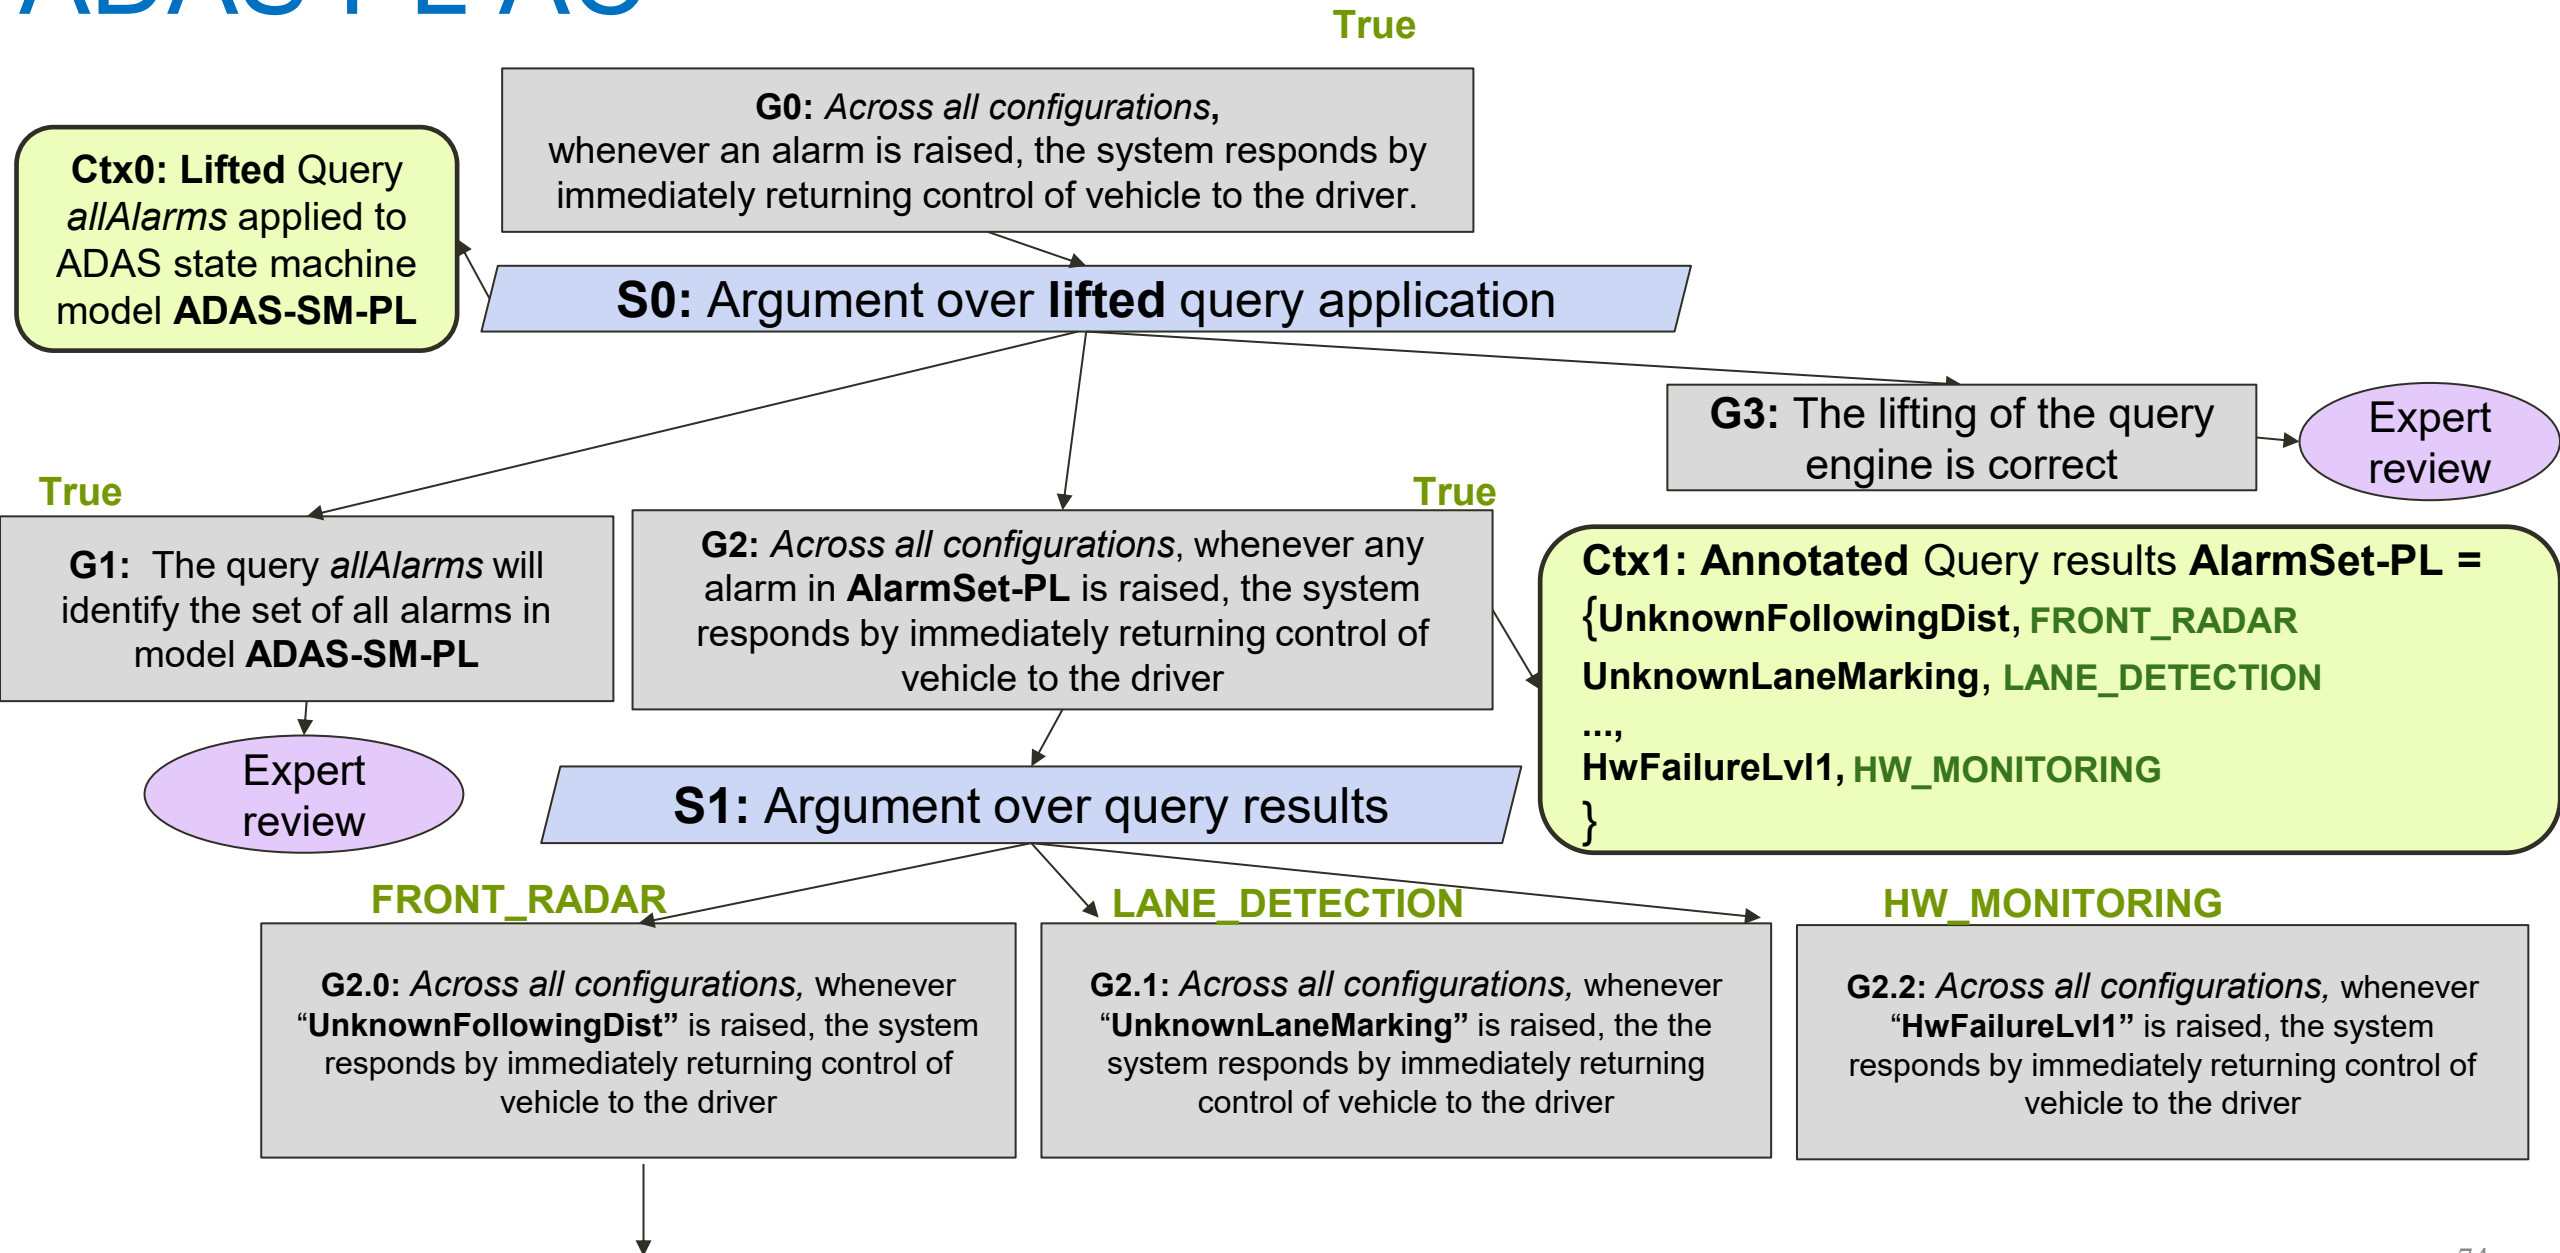 ADAS PL AC
True
G0: Across all configurations,
whenever an alarm is raised, the system responds by
immediately returning control of vehicle to the driver.
Ctx0: Lifted Query
allAlarms applied to
ADAS state machine
model ADAS-SM-PL
S0: Argument over lifted query application
G3: The lifting of the query
engine is correct
Expert
review
True
G1: The query allAlarms will
identify the set of all alarms in
model ADAS-SM-PL
Expert
review
True
G2: Across all configurations, whenever any
alarm in AlarmSet-PL is raised, the system
responds by immediately returning control of
vehicle to the driver
Ctx1: Annotated Query results AlarmSet-PL =
{UnknownFollowingDist, FRONT_RADAR
UnknownLaneMarking, LANE_DETECTION
...,
HwFailureLvl1, HW_MONITORING
}
S1: Argument over query results
FRONT_RADAR
G2.0: Across all configurations, whenever
“UnknownFollowingDist” is raised, the system
responds by immediately returning control of
vehicle to the driver
LANE_DETECTION
G2.1: Across all configurations, whenever
“UnknownLaneMarking” is raised, the the
system responds by immediately returning
control of vehicle to the driver
HW_MONITORING
G2.2: Across all configurations, whenever
“HwFailureLvl1” is raised, the system
responds by immediately returning control of
vehicle to the driver